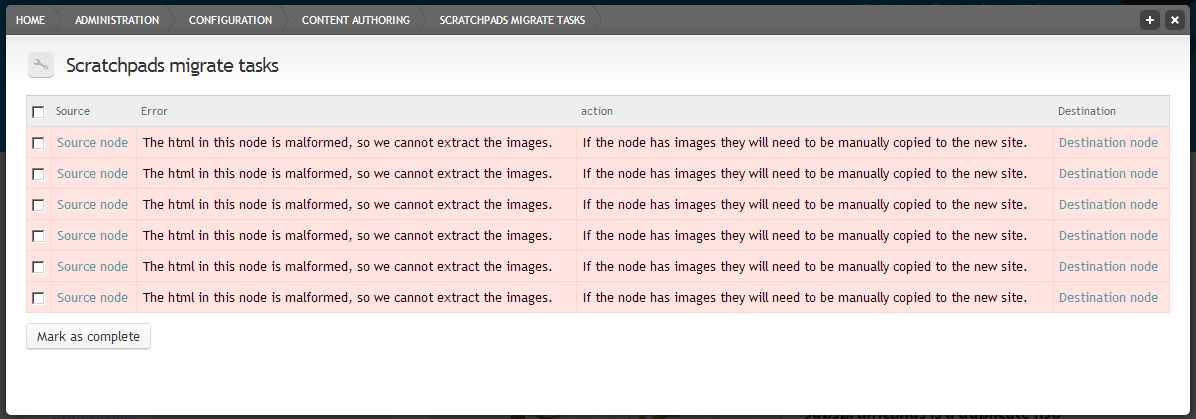 HOME ADMINISTRATION CONFIGURATION CONTENT AUTHORING SCRATCHPADS MIGRATE TASKS
Scratchpads migrate tasks
Source Error action Destination
Source node The html in this node is malformed, so we cannot extract the images. If the node has images they will need to be manually copied to the new site. Destination node
Source node The html in this node is malformed, so we cannot extract the images. If the node has images they will need to be manually copied to the new site. Destination node
Source node The html in this node is malformed, so we cannot extract the images. If the node has images they will need to be manually copied to the new site. Destination node
Source node The html in this node is malformed, so we cannot extract the images. If the node has images they will need to be manually copied to the new site. Destination node
Source node The html in this node is malformed, so we cannot extract the images. If the node has images they will need to be manually copied to the new site. Destination node
Source node The html in this node is malformed, so we cannot extract the images. If the node has images they will need to be manually copied to the new site. Destination node
Mark as complete
is a duplicate